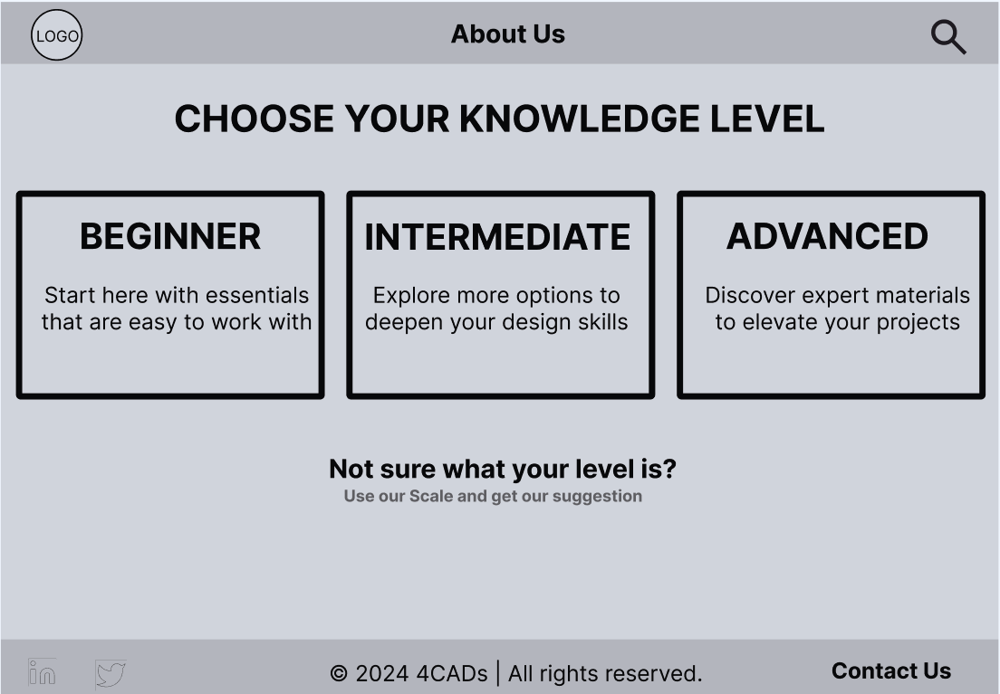 LOGO
About Us
CHOOSE YOUR KNOWLEDGE LEVEL
BEGINNER
Start here with essentials
that are easy to work with
INTERMEDIATE
Explore more options to
deepen your design skills
ADVANCED
Discover expert materials
to elevate your projects
Not sure what your level is?
Use our Scale and get our suggestion
in
© 2024 4CADs | All rights reserved.
Contact Us